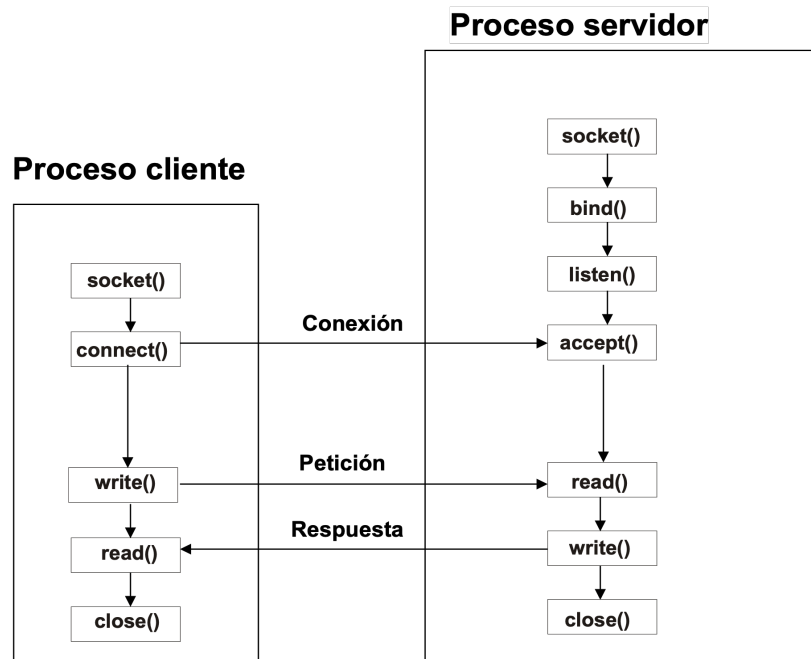 Proceso servidor
Proceso cliente
socket()
bind()
listen()
accept()
read()
write()
close()
socket()
connect()
write()
read()
close()
Conexión
Petición
Respuesta